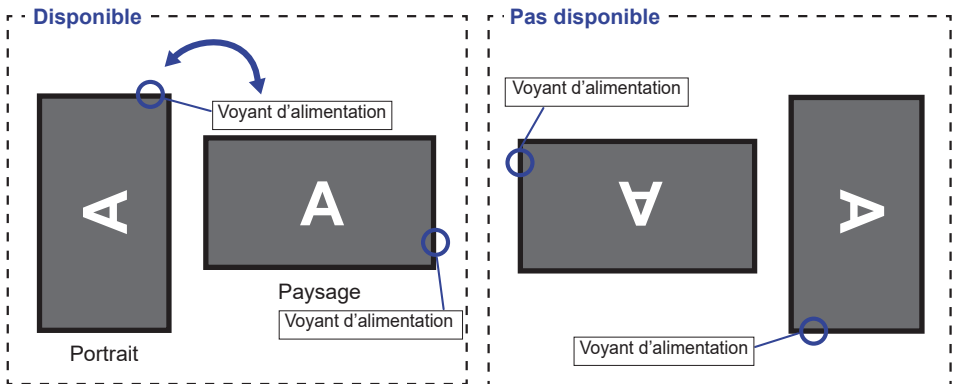 Disponible
Voyant d’alimentation
A
A
Paysage
Voyant d’alimentation
Portrait
Pas disponible
Voyant d’alimentation
A
A
Voyant d’alimentation